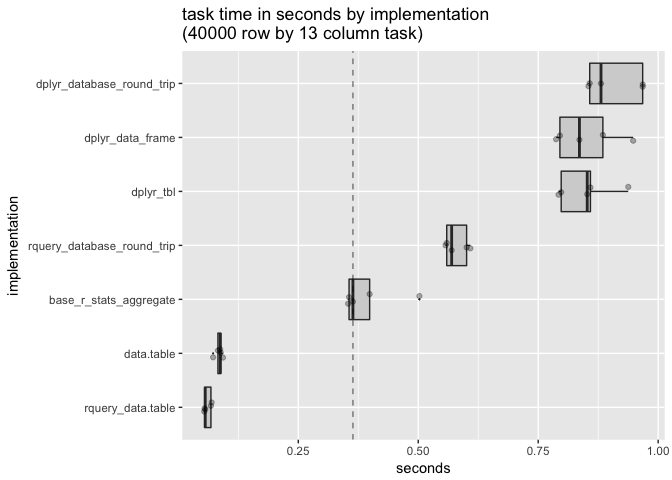 task time in seconds by implementation
(40000 row by 13 column task)
implementation
dplyr_database_round_trip
dplyr_data_frame
dplyr_tbl
rquery_database_round_trip
base_r_stats_aggregate
data.table
rquery_data.table
0.25 0.50 0.75 1.00
seconds